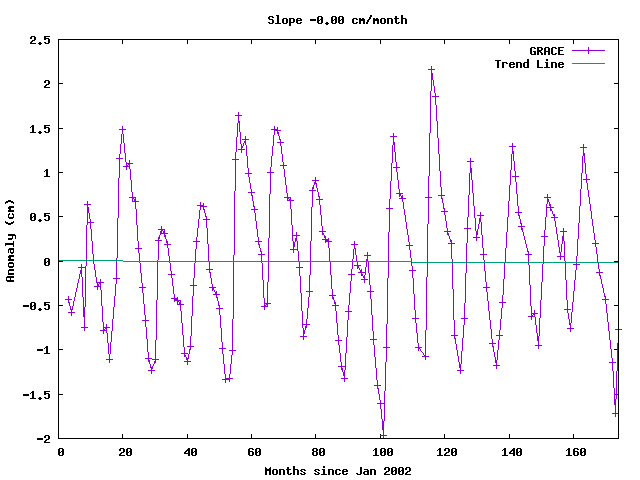 Slope -0.00 cm/month
2.5
GRACE
Trend Line
2
1.5
1
0.5
0
-0.5
-1
-1.5
-2
Anomaly (cm)
0 20 40 60 80 100 120 140 160
Months since Jan 2002